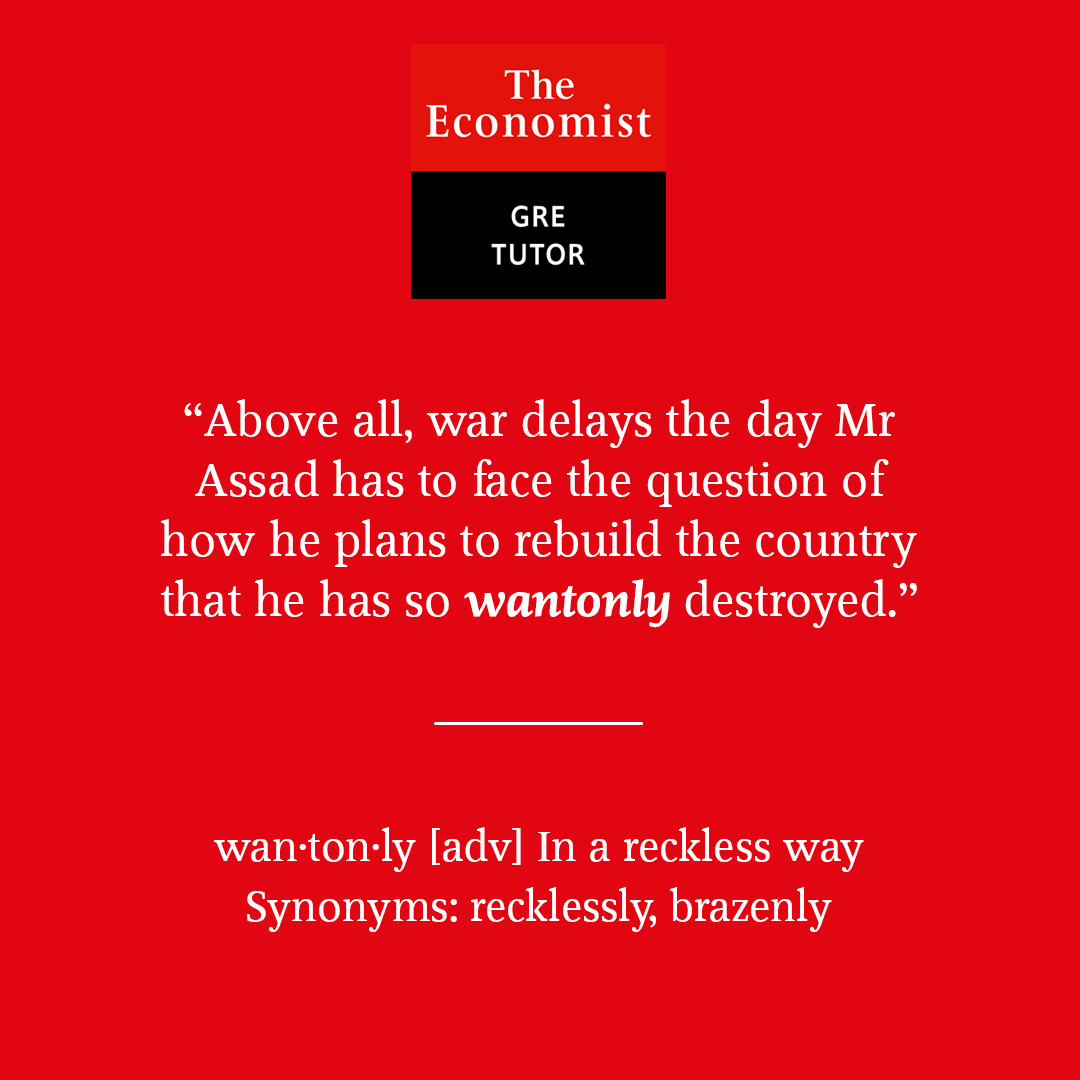 The
Economist
GRE
TUTOR
“Above all, war delays the day Mr
Assad has to face the question of
how he plans to rebuild the country
that he has so wantonly destroyed.”
wan·ton·ly [adv] In a reckless way
Synonyms: recklessly, brazenly